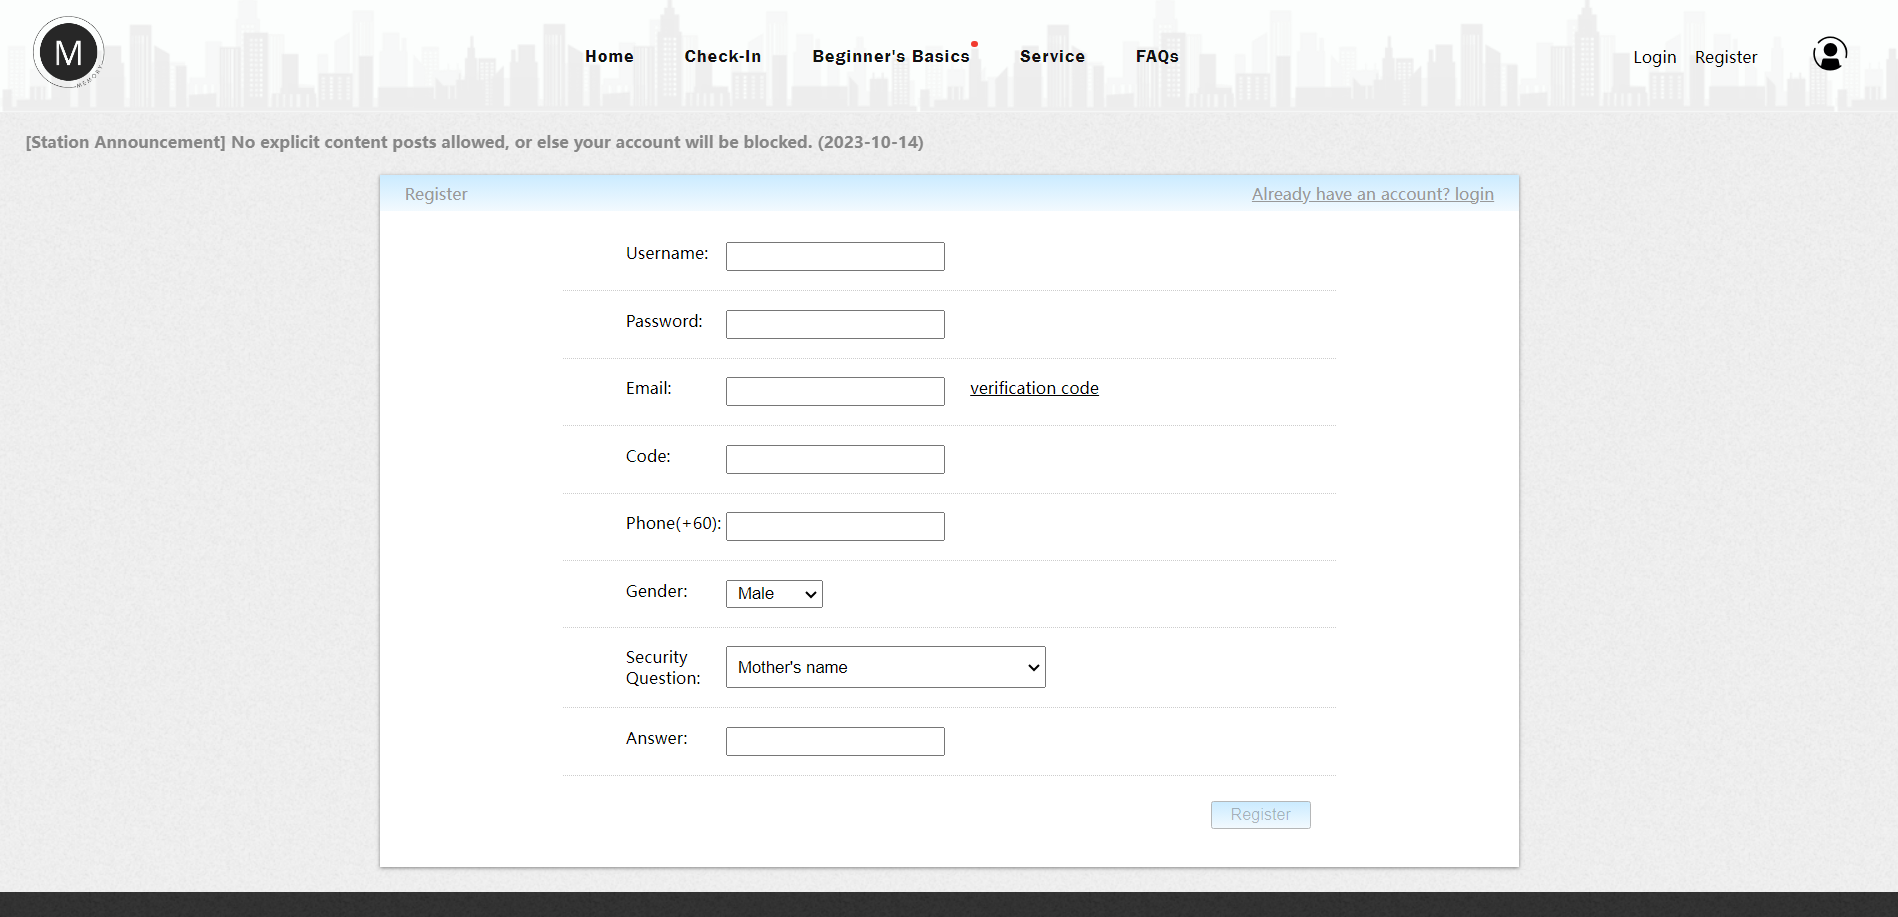 M
MEMORY
Home Check-In Beginner's Basics Service FAQs Login Register
[Station Announcement] No explicit content posts allowed, or else your account will be blocked. (2023-10-14)
Register Already have an account? login
Username:
Password:
Email: verification code
Code:
Phone(+60):
Gender: Male
Security
Question: Mother's name
Answer:
Register